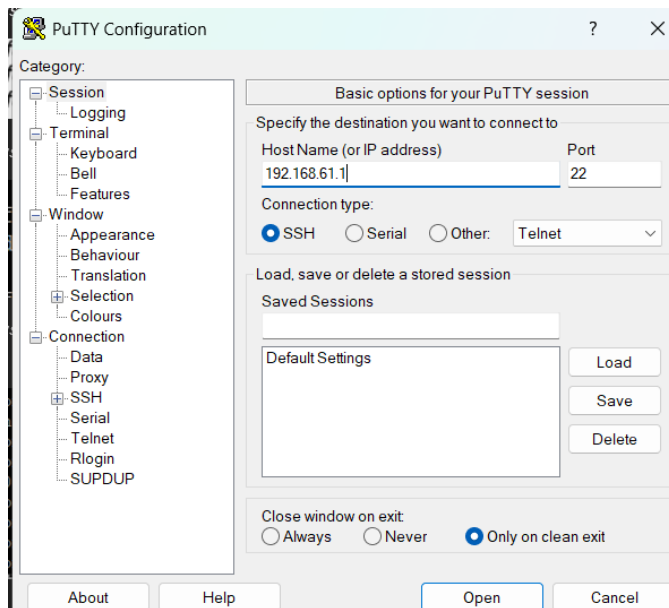 PuTTY Configuration ? X
Category:
Session
Logging
Terminal
Keyboard
Bell
Features
Window
Appearance
Behaviour
Translation
Selection
Colours
Connection
Data
Proxy
SSH
Serial
Telnet
Rlogin
SUPDUP
Basic options for your PuTTY session
Specify the destination you want to connect to
Host Name (or IP address) Port
192.168.61.1 22
Connection type:
SSH Serial Other: Telnet
Load, save or delete a stored session
Saved Sessions
Default Settings
Load
Save
Delete
Close window on exit:
Always Never Only on clean exit
About Help Open Cancel